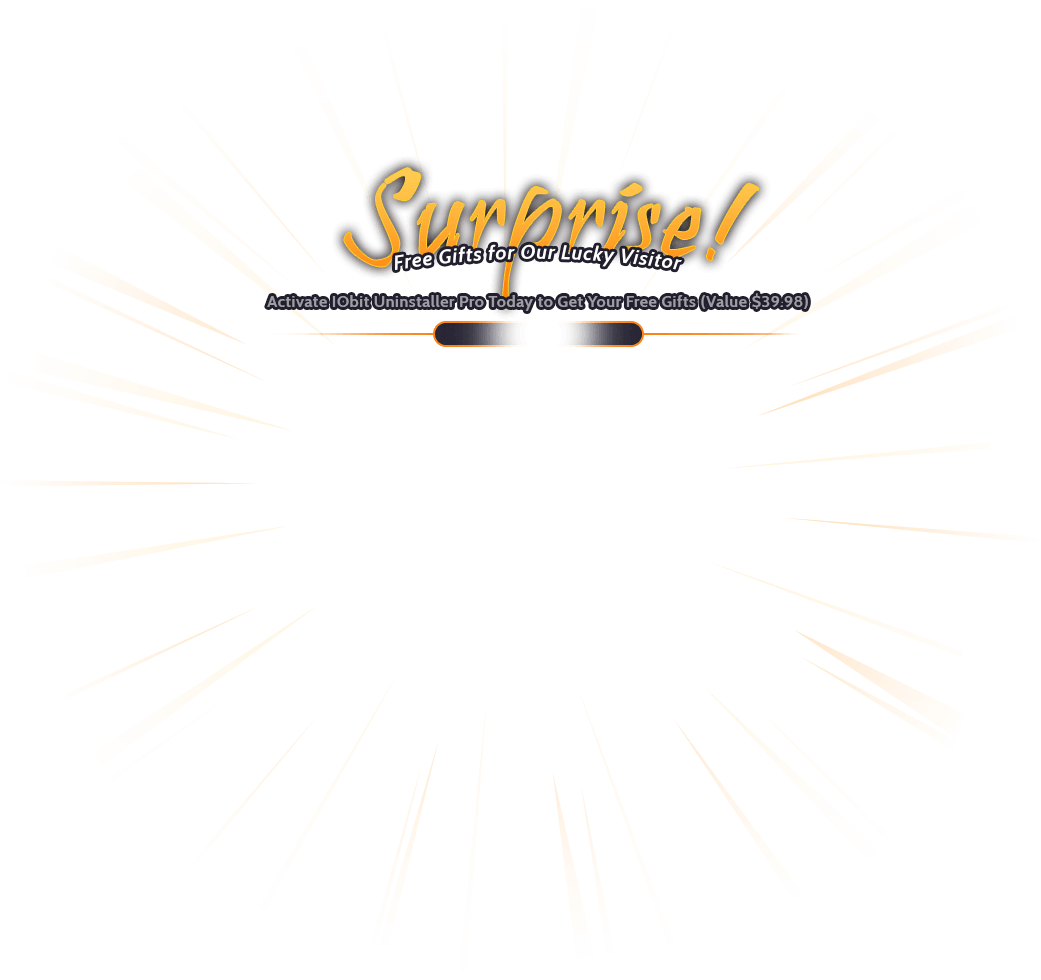 Surprise!
Free Gifts for Our Lucky Visitor
Activate IObit Uninstaller Pro Today to Get Your Free Gifts (Value $39.98)